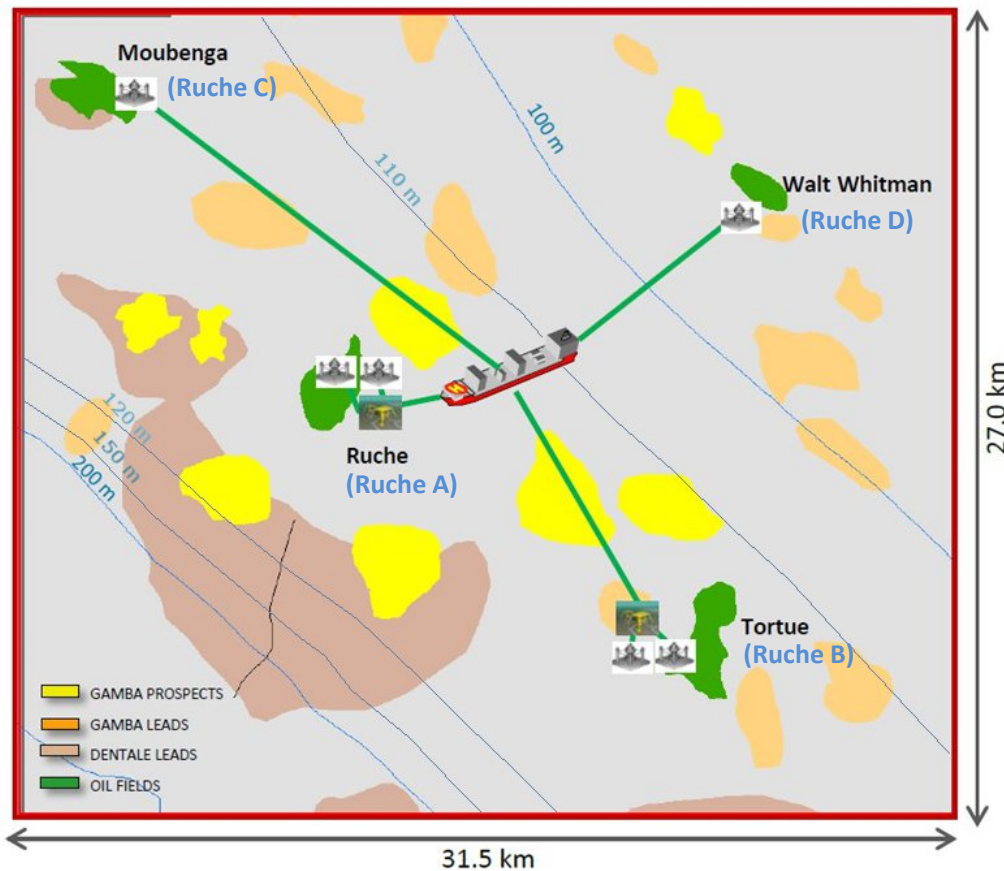 Moubenga
(Ruche C)
100 m
110 m
Walt Whitman
(Ruche D)
120 m
150 m
200 m
Ruche
(Ruche A)
Tortue
(Ruche B)
GAMBA PROSPECTS
GAMBA LEADS
DENTALE LEADS
OIL FIELDS
27.0 km
31.5 km